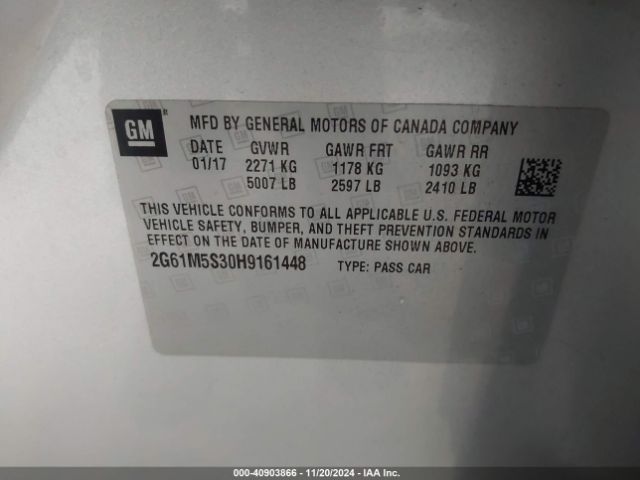 GM ®
MFD BY GENERAL MOTORS OF CANADA COMPANY
DATE GVWR GAWR FRT GAWR RR
01/17 2271 KG 1178 KG 1093 KG
5007 LB 2597 LB 2410 LB
THIS VEHICLE CONFORMS TO ALL APPLICABLE U.S. FEDERAL MOTOR
VEHICLE SAFETY, BUMPER, AND THEFT PREVENTION STANDARDS IN
EFFECT ON THE DATE OF MANUFACTURE SHOWN ABOVE.
2G61M5S30H9161448 TYPE: PASS CAR
000-40903866 - 11/20/2024 - IAA Inc.